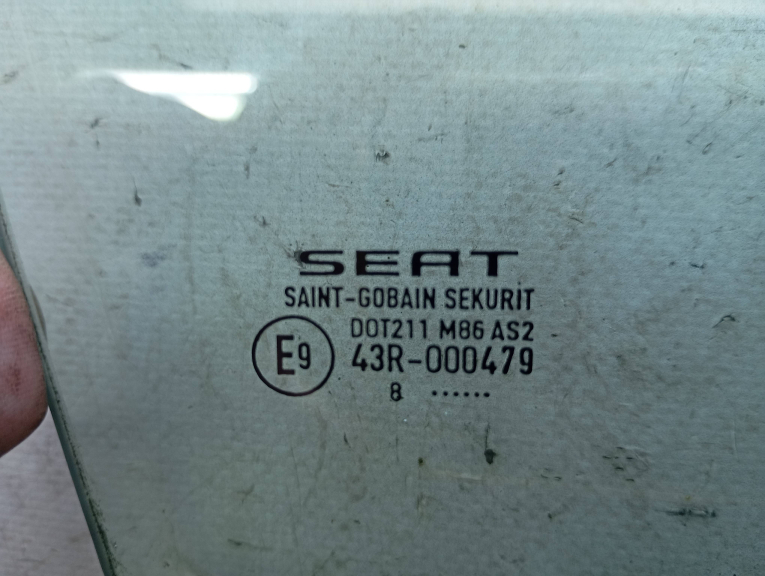 SEAT
SAINT-GOBAIN SEKURIT
DOT211 M86 AS2
E9 43R-000479
8 ......